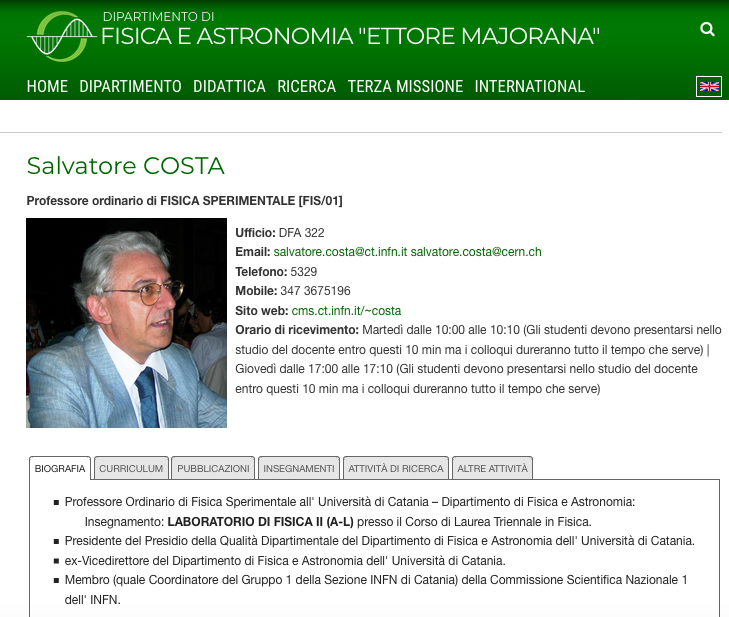 DIPARTIMENTO DI
FISICA E ASTRONOMIA "ETTORE MAJORANA"
HOME DIPARTIMENTO DIDATTICA RICERCA TERZA MISSIONE INTERNATIONAL
Salvatore COSTA
Professore ordinario di FISICA SPERIMENTALE [FIS/01]
Ufficio: DFA 322
Email: salvatore.costa@ct.infn.it salvatore.costa@cern.ch
Telefono: 5329
Mobile: 347 3675196
Sito web: cms.ct.infn.it/~costa
Orario di ricevimento: Martedì dalle 10:00 alle 10:10 (Gli studenti devono presentarsi nello
studio del docente entro questi 10 min ma i colloqui dureranno tutto il tempo che serve) |
Giovedì dalle 17:00 alle 17:10 (Gli studenti devono presentarsi nello studio del docente
entro questi 10 min ma i colloqui dureranno tutto il tempo che serve)
BIOGRAFIA CURRICULUM PUBBLICAZIONI INSEGNAMENTI ATTIVITÀ DI RICERCA ALTRE ATTIVITÀ
▪ Professore Ordinario di Fisica Sperimentale all' Università di Catania – Dipartimento di Fisica e Astronomia:
Insegnamento: LABORATORIO DI FISICA II (A-L) presso il Corso di Laurea Triennale in Fisica.
▪ Presidente del Presidio della Qualità Dipartimentale del Dipartimento di Fisica e Astronomia dell' Università di Catania.
▪ ex-Vicedirettore del Dipartimento di Fisica e Astronomia dell' Università di Catania.
▪ Membro (quale Coordinatore del Gruppo 1 della Sezione INFN di Catania) della Commissione Scientifica Nazionale 1
dell' INFN.